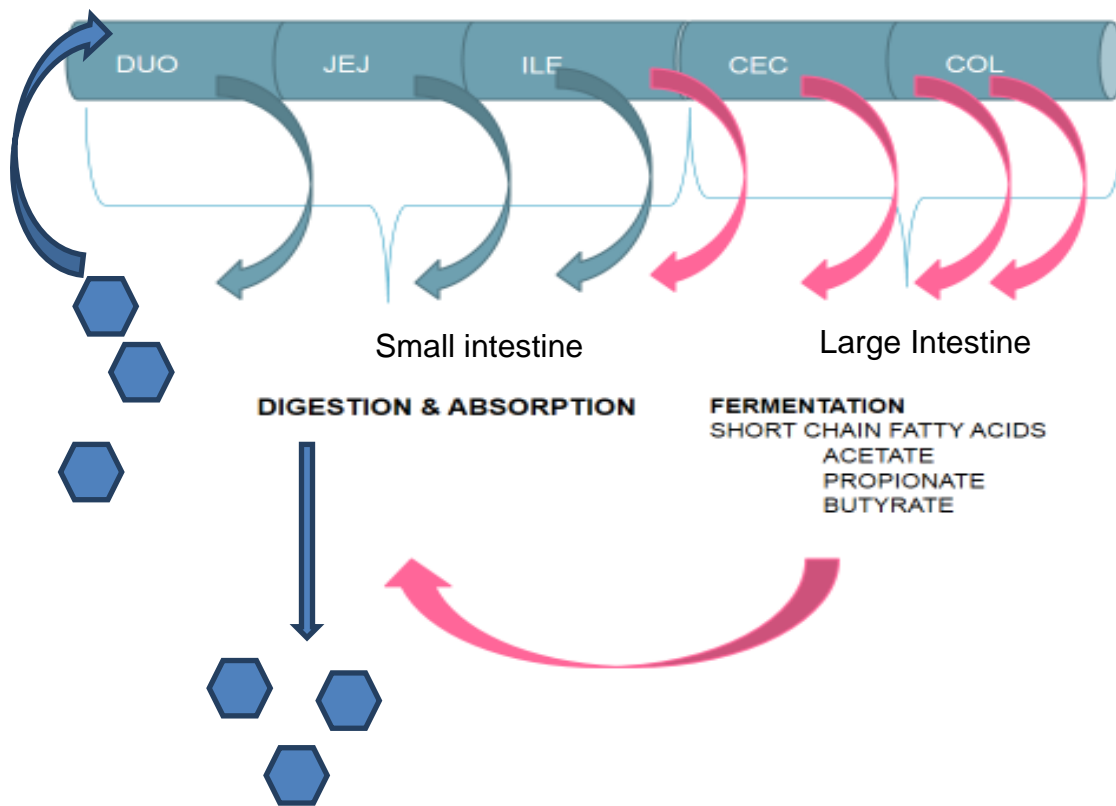 DUO JEJ ILE CEC COL
Small intestine
Large Intestine
DIGESTION & ABSORPTION
FERMENTATION
SHORT CHAIN FATTY ACIDS
ACETATE
PROPIONATE
BUTYRATE